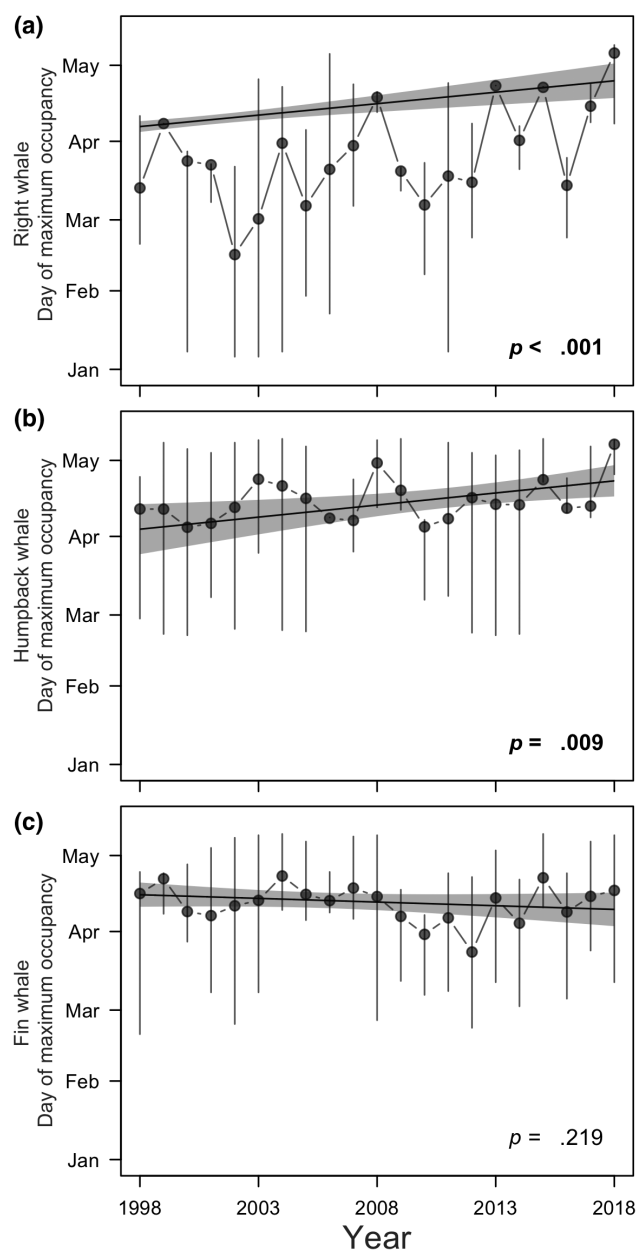 (a)
Right whale
Day of maximum occupancy
May
Apr
Mar
Feb
Jan
p < .001
(b)
Humpback whale
Day of maximum occupancy
May
Apr
Mar
Feb
Jan
p = .009
(c)
Fin whale
Day of maximum occupancy
May
Apr
Mar
Feb
Jan
p = .219
1998 2003 2008 2013 2018
Year